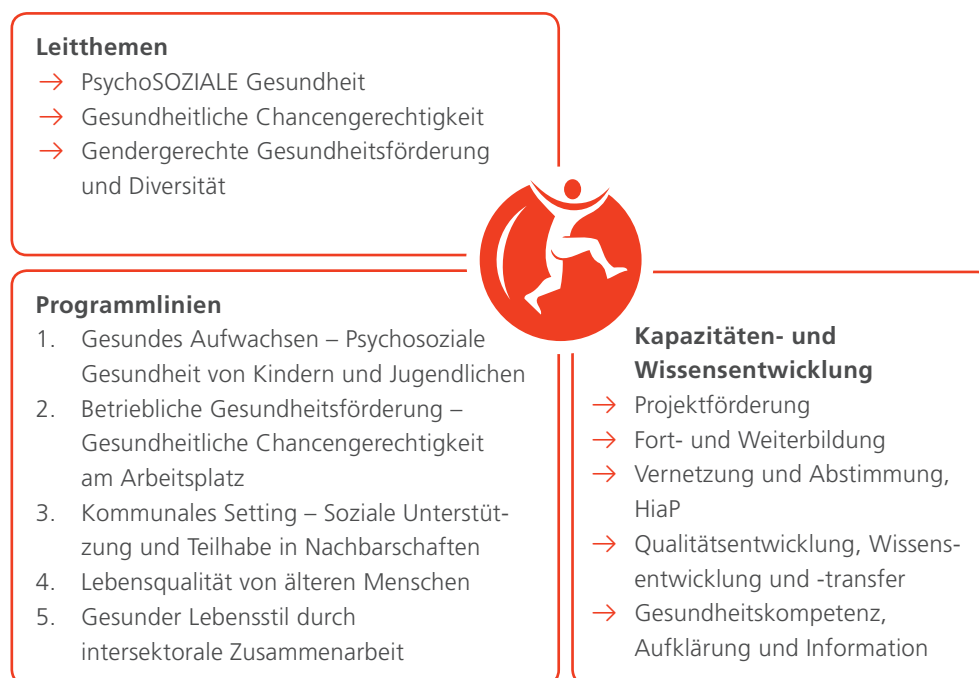 Leitthemen
→ PsychoSOZIALE Gesundheit
→ Gesundheitliche Chancengerechtigkeit
→ Gendergerechte Gesundheitsförderung
und Diversität
Programmlinien
1. Gesundes Aufwachsen – Psychosoziale
Gesundheit von Kindern und Jugendlichen
2. Betriebliche Gesundheitsförderung –
Gesundheitliche Chancengerechtigkeit
am Arbeitsplatz
3. Kommunales Setting – Soziale Unterstüt-
zung und Teilhabe in Nachbarschaften
4. Lebensqualität von älteren Menschen
5. Gesunder Lebensstil durch
intersektorale Zusammenarbeit
Kapazitäten- und
Wissensentwicklung
→ Projektförderung
→ Fort- und Weiterbildung
→ Vernetzung und Abstimmung,
HiaP
→ Qualitätsentwicklung, Wissens-
entwicklung und -transfer
→ Gesundheitskompetenz,
Aufklärung und Information